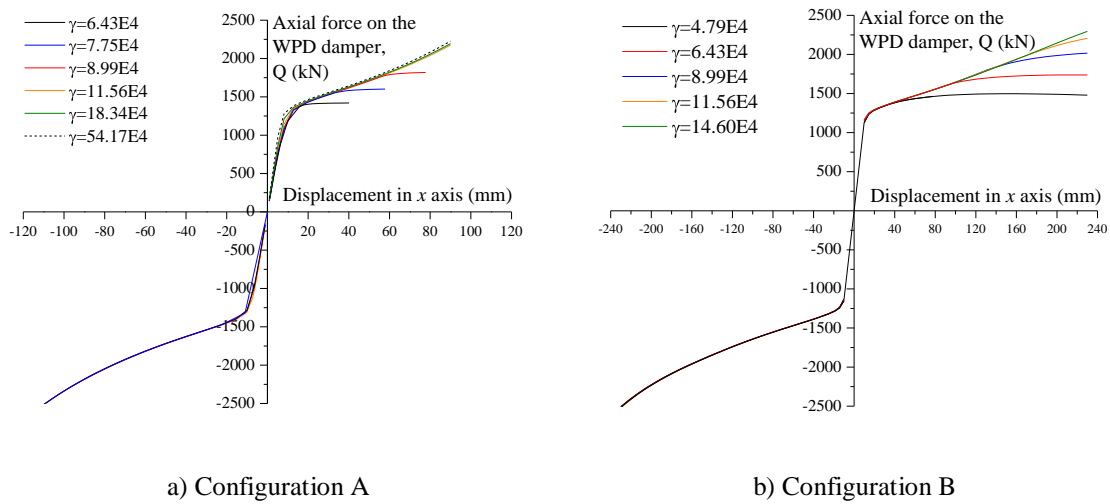 γ=6.43E4
γ=7.75E4
γ=8.99E4
γ=11.56E4
γ=18.34E4
γ=54.17E4
Axial force on the
WPD damper,
Q (kN)
2500
2000
1500
1000
500
0
-500
-1000
-1500
-2000
-2500
Displacement in x axis (mm)
-120 -100 -80 -60 -40 -20 0 20 40 60 80 100 120
a) Configuration A
γ=4.79E4
γ=6.43E4
γ=8.99E4
γ=11.56E4
γ=14.60E4
Axial force on the
WPD damper, Q (kN)
2500
2000
1500
1000
500
0
-500
-1000
-1500
-2000
-2500
Displacement in x axis (mm)
-240 -200 -160 -120 -80 -40 0 40 80 120 160 200 240
b) Configuration B